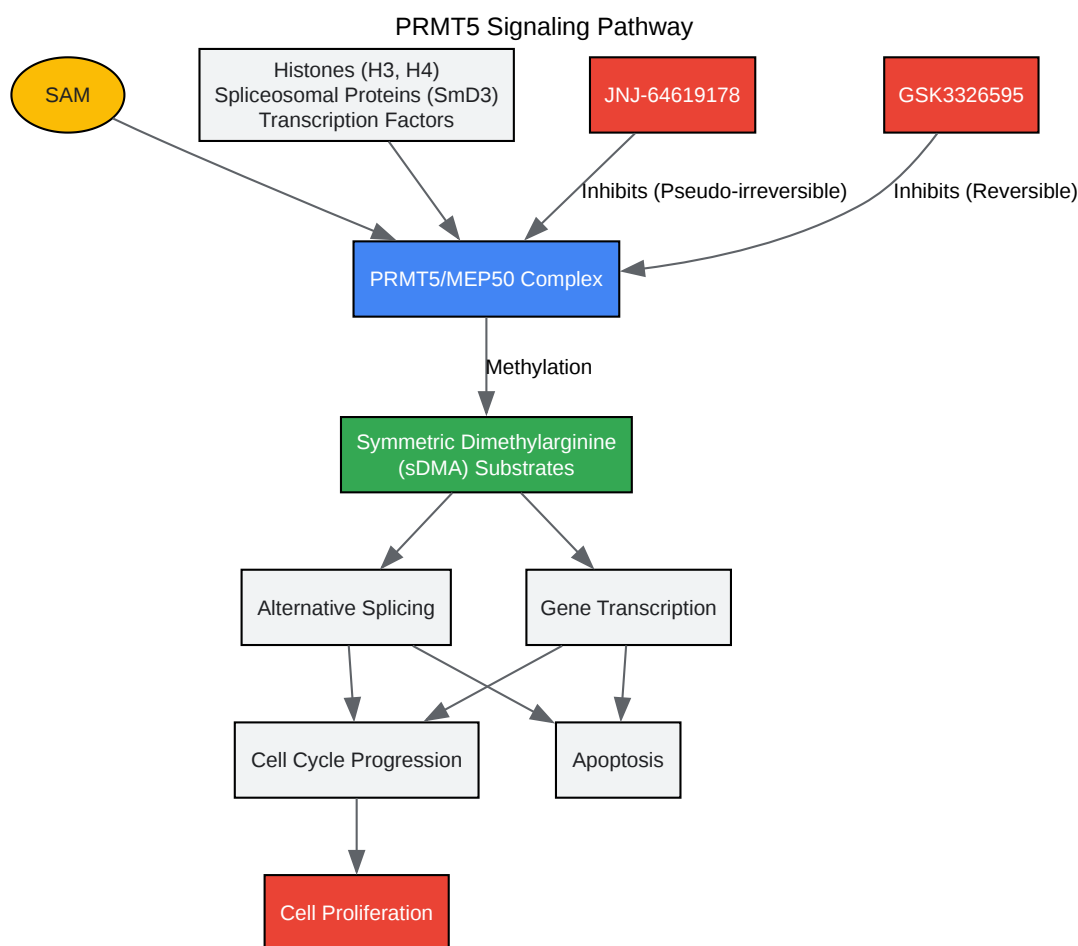 PRMT5 Signaling Pathway
SAM
Histones (H3, H4)
Spliceosomal Proteins (SmD3)
Transcription Factors
JNJ-64619178
GSK3326595
Inhibits (Pseudo-irreversible)
Inhibits (Reversible)
PRMT5/MEP50 Complex
Methylation
Symmetric Dimethylarginine
(sDMA) Substrates
Alternative Splicing
Gene Transcription
Cell Cycle Progression
Apoptosis
Cell Proliferation